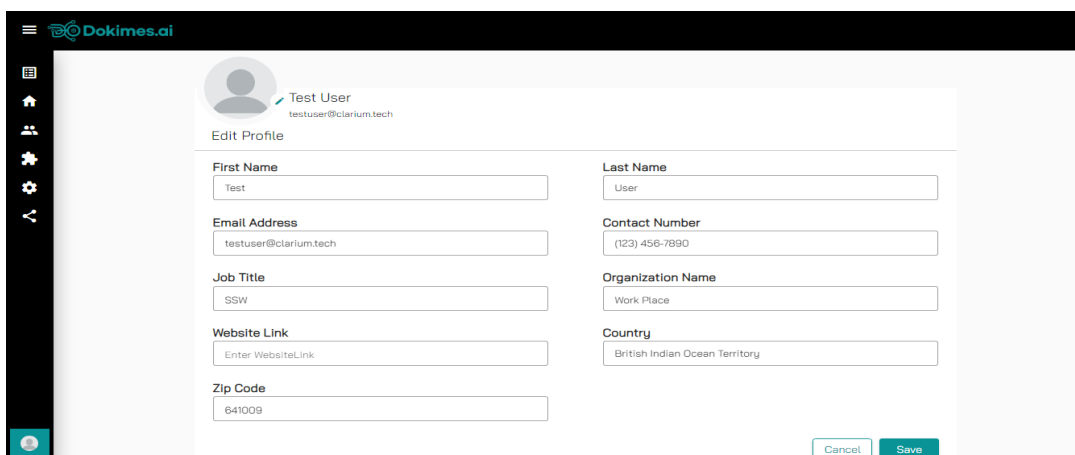 Dokimes.ai
Test User
testuser@clarium.tech
Edit Profile
First Name
Last Name
Test
User
Email Address
Contact Number
testuser@clarium.tech
(123) 456-7890
Job Title
Organization Name
SSW
Work Place
Website Link
Country
Enter WebsiteLink
British Indian Ocean Territory
Zip Code
641009
Cancel
Save